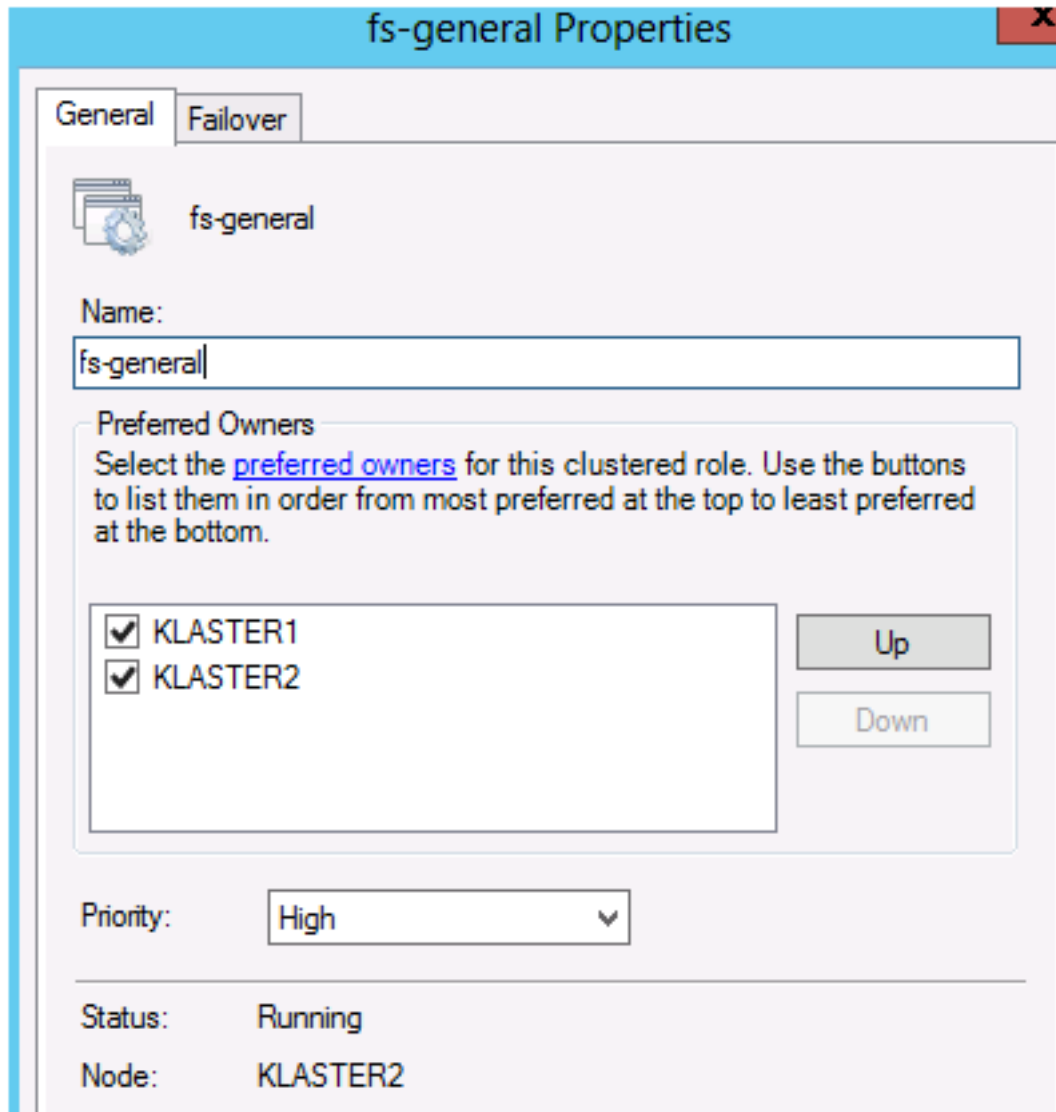 fs-general Properties
x
General
Failover
fs-general
Name:
fs-general
Preferred Owners
Select the preferred owners for this clustered role. Use the buttons
to list them in order from most preferred at the top to least preferred
at the bottom.
KLASTER1
KLASTER2
Up
Down
Priority:
High
Status:
Running
Node:
KLASTER2